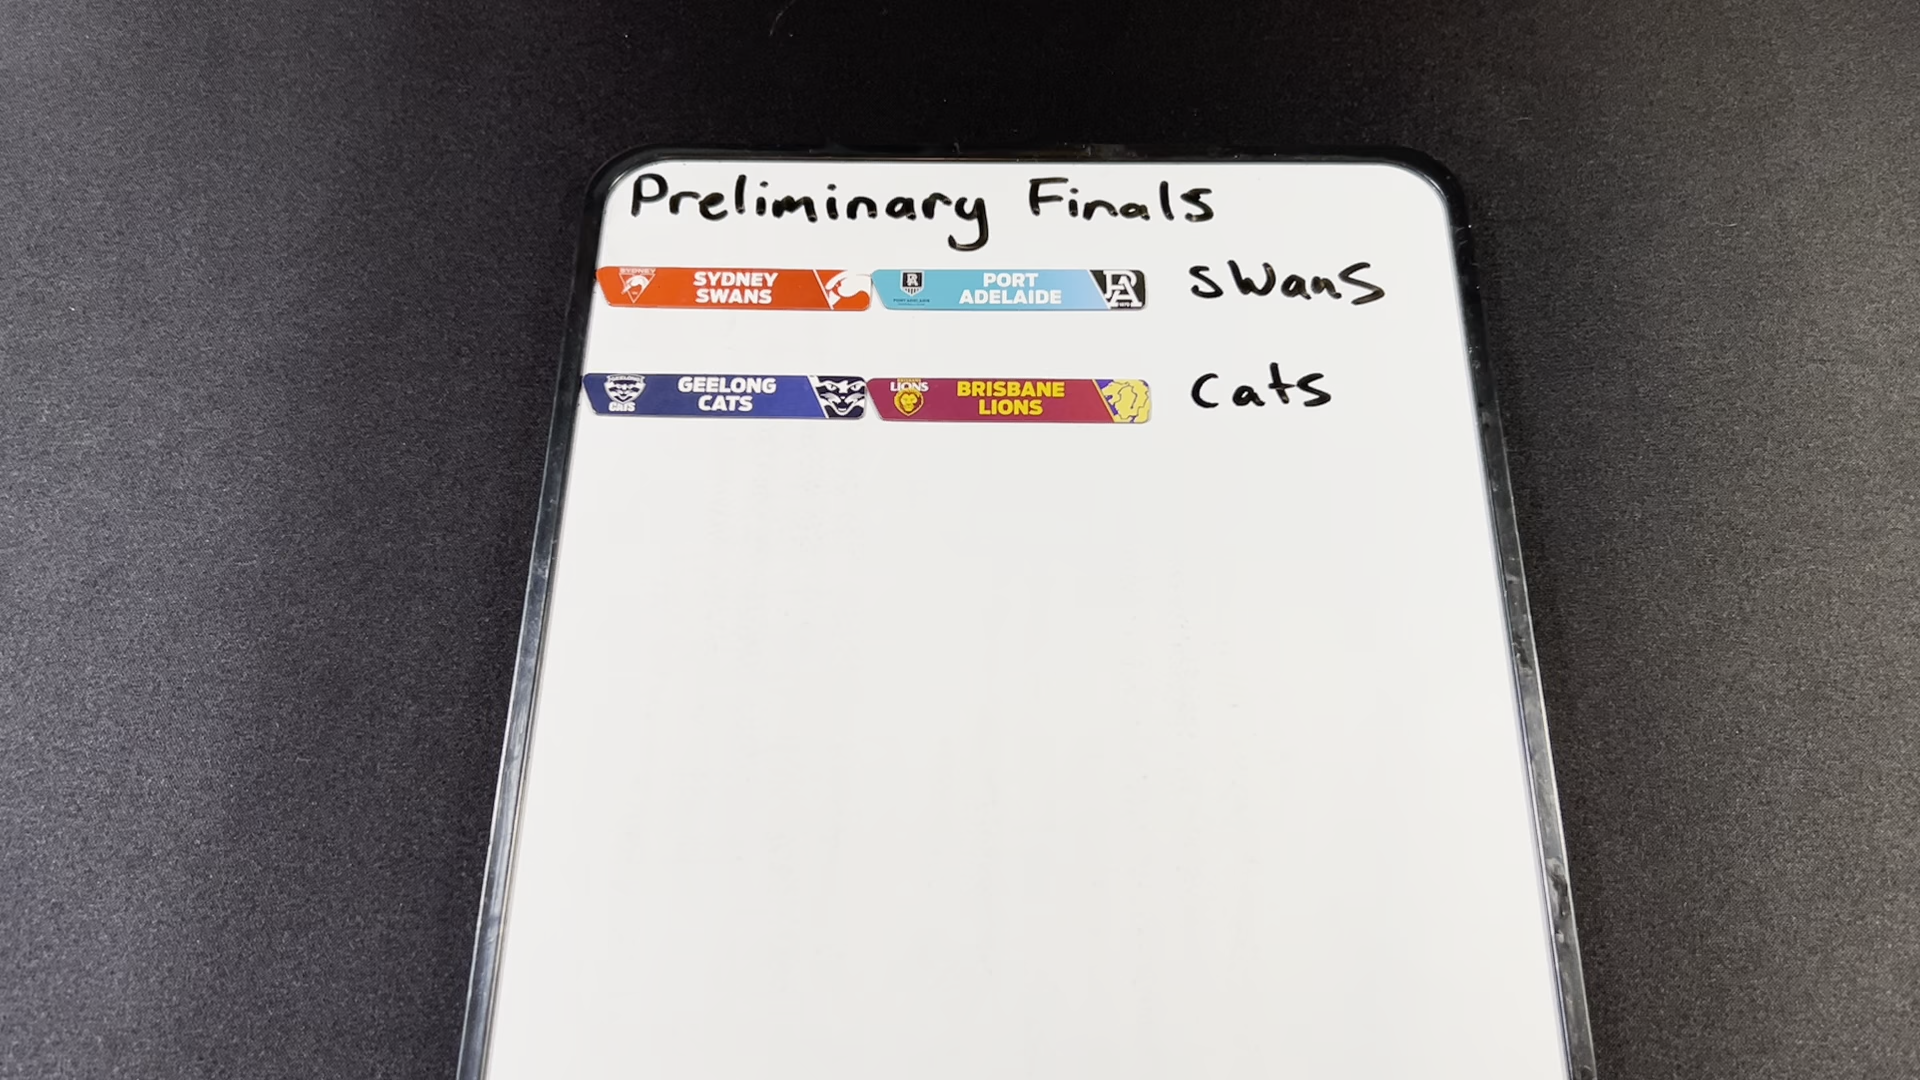 Preliminary Finals
SYDNEY SWANS PORT ADELAIDE swans
GEELONG CATS BRISBANE LIONS cats